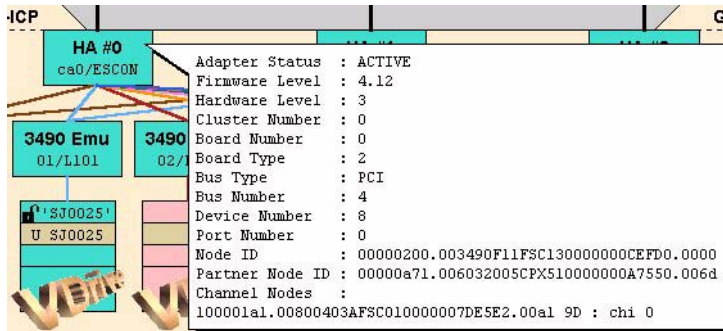 -ICP
G
HA #0
ca0/ESCON
3490 Emu
01/L101
3490
02/
'SJ0025'
U SJ0025
VDrive
Adapter Status : ACTIVE
Firmware Level : 4.12
Hardware Level : 3
Cluster Number : 0
Board Number : 0
Board Type : 2
Bus Type : PCI
Bus Number : 4
Device Number : 8
Port Number : 0
Node ID : 00000200.003490F11FSC130000000CEFD0.0000
Partner Node ID : 00000a71.006032005CPX510000000A7550.006d
Channel Nodes :
100001a1.00800403AFSC010000007DE5E2.00a1 9D : chi 0